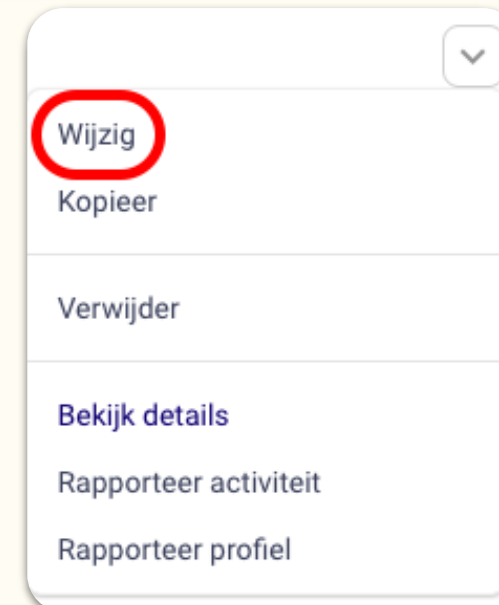 Wijzig
Kopieer
Verwijder
Bekijk details
Rapporteer activiteit
Rapporteer profiel